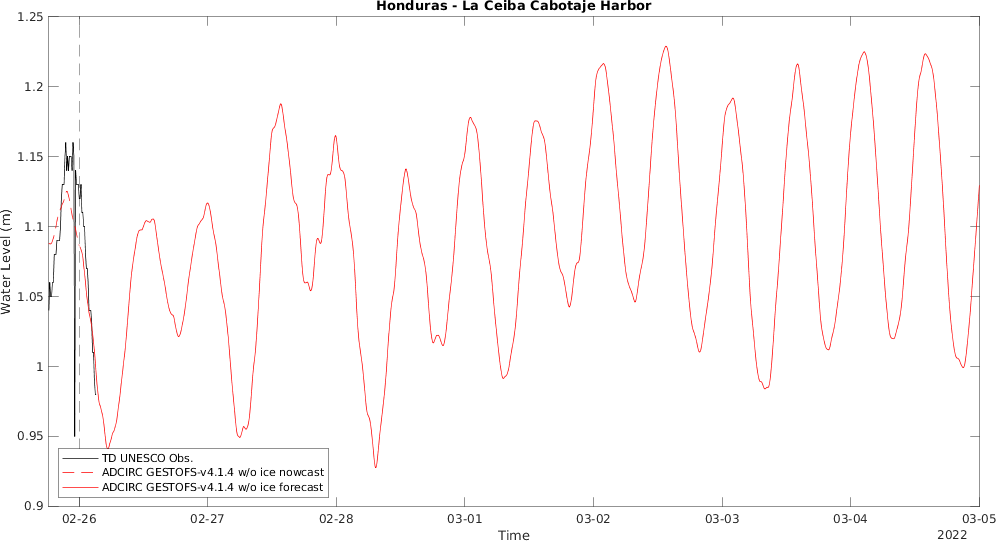 Honduras - La Ceiba Cabotaje Harbor
1.25
1.2
1.15
1.1
1.05
1
0.95
0.9
Water Level (m)
TD UNESCO Obs.
ADCIRC GESTOFS-v4.1.4 w/o ice nowcast
ADCIRC GESTOFS-v4.1.4 w/o ice forecast
02-26 02-27 02-28 03-01 03-02 03-03 03-04 03-05
Time
2022